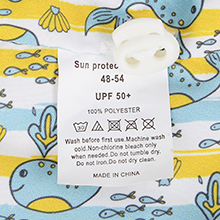 Sun protec
48-54
UPF 50+
100% POLYESTER
Wash before first use.Machine wash
cold.Non-chlorine bleach only
when needed.Do not tumble dry.
Do not Iron.Do not dry clean.
Made In China